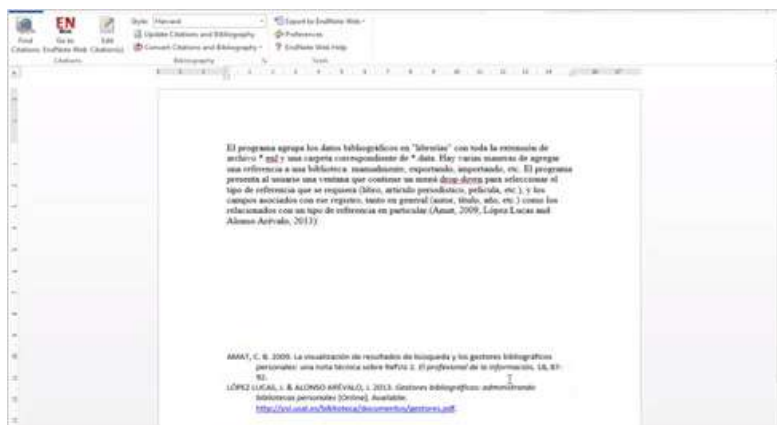 Style: Harvard
Export to EndNote Web
EN
Find Citations
Go to EndNote Web
Edit Citation(s)
Update Citations and Bibliography
Preferences
Convert Citations and Bibliography
EndNote Web Help
Citations
Bibliography
Tools
El programa agrupa los datos bibliográficos en "librerías" con toda la extensión de
archivo * enl y una carpeta correspondiente de * data. Hay varias maneras de agregar
una referencia a una biblioteca: manualmente, exportando, importando, etc. El programa
presenta al usuario una ventana que contiene un menú drop-down para seleccionar el
tipo de referencia que se requiera (libro, artículo periodístico, película, etc.), y los
campos asociados con ese registro, tanto en general (autor, título, año, etc.) como los
relacionados con un tipo de referencia en particular (Amat, 2009, López Lucas and
Alonso Arévalo, 2013)
AMAT, C. B. 2009. La visualización de resultados de búsqueda y los gestores bibliográficos
personales: una nota técnica sobre RefViz 2. El profesional de la información, 18, 87-
92.
LÓPEZ LUCAS, J. & ALONSO ARÉVALO, J. 2013. Gestores bibliográficos: administrando
bibliotecas personales [Online]. Available: